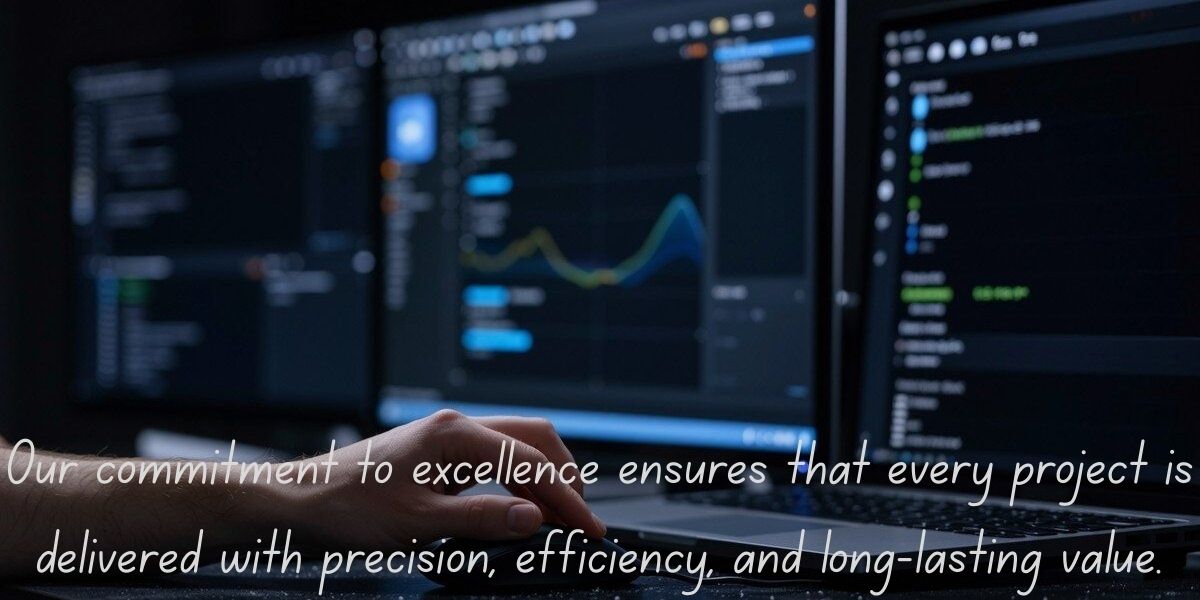 Our commitment to excellence ensures that every project is
delivered with precision, efficiency, and long-lasting value.